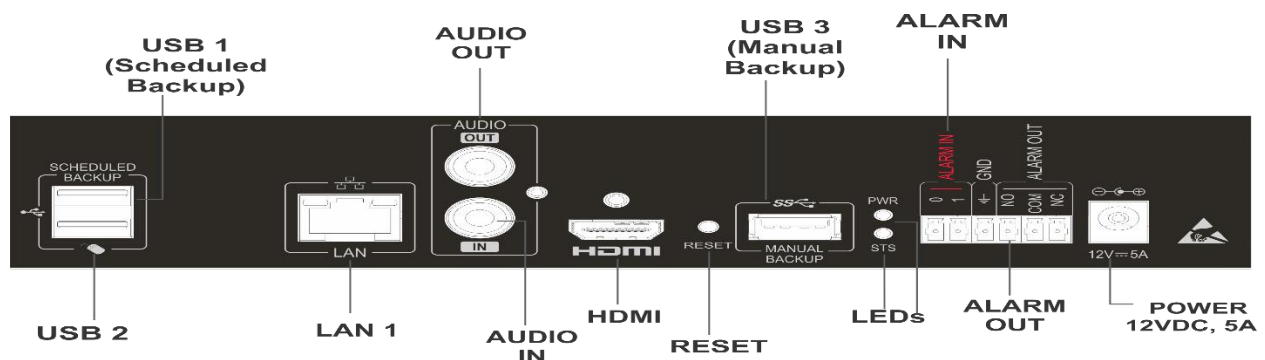 USB 1
(Scheduled
Backup)
AUDIO
OUT
USB 3
(Manual
Backup)
ALARM
IN
SCHEDULED
BACKUP
LAN
AUDIO
OUT
IN
HDMI
RESET
SS
MANUAL
BACKUP
PWR
STS
ALARM IN
0
1
GND
ALARM OUT
NO
COM
NC
12V 5A
USB 2
LAN 1
AUDIO
IN
HDMI
RESET
LEDs
ALARM
OUT
POWER
12VDC, 5A